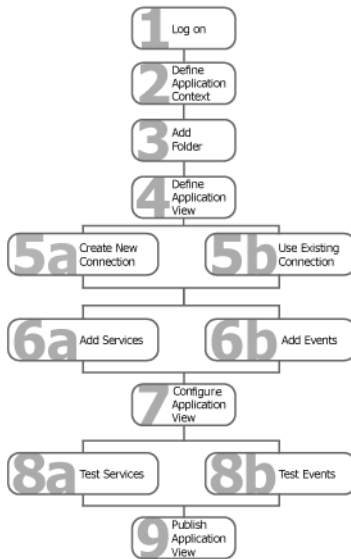 1 Log on
2 Define
Application
Context
3 Add
Folder
4 Define
Application
View
5a Create New
Connection
5b Use Existing
Connection
6a Add Services
6b Add Events
7 Configure
Application
View
8a Test Services
8b Test Events
9 Publish
Application
View